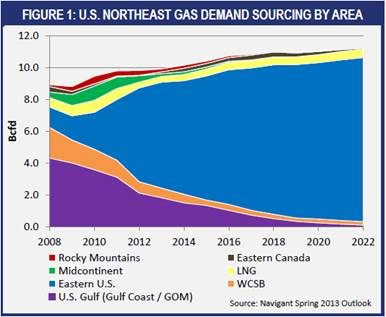 FIGURE 1: U.S. NORTHEAST GAS DEMAND SOURCING BY AREA
12.0
10.0
8.0
6.0
4.0
2.0
0.0
Bcfd
2008 2010 2012 2014 2016 2018 2020 2022
Rocky Mountains Eastern Canada
Midcontinent LNG
Eastern U.S. WCSB
U.S. Gulf (Gulf Coast / GOM)
Source: Navigant Spring 2013 Outlook